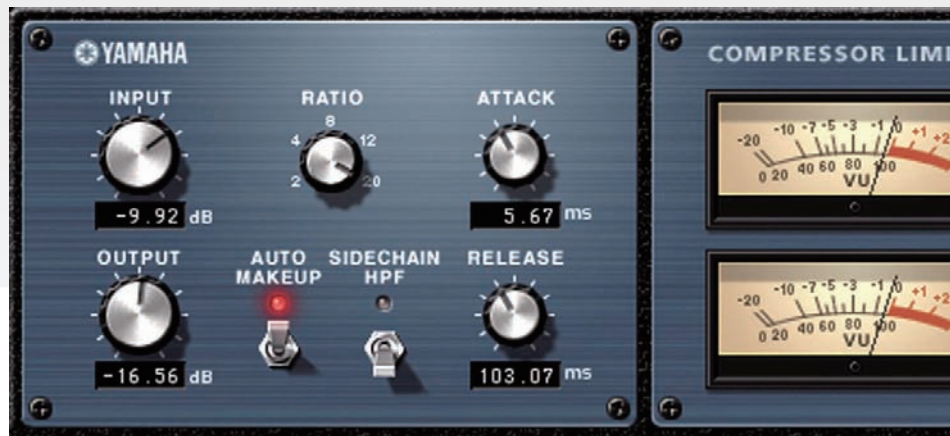 YAMAHA
COMPRESSOR LIM
INPUT
RATIO
ATTACK
2 4 8 12 20
-9.92 dB
5.67 ms
-20 -10 -7 -5 -3 -1 0 +1 +2
0 20 40 60 80 100
VU
OUTPUT
AUTO
MAKEUP
SIDECHAIN
HPF
RELEASE
-16.56 dB
103.07 ms
-20 -10 -7 -5 -3 -1 0 +1 +2
0 20 40 60 80 100
VU